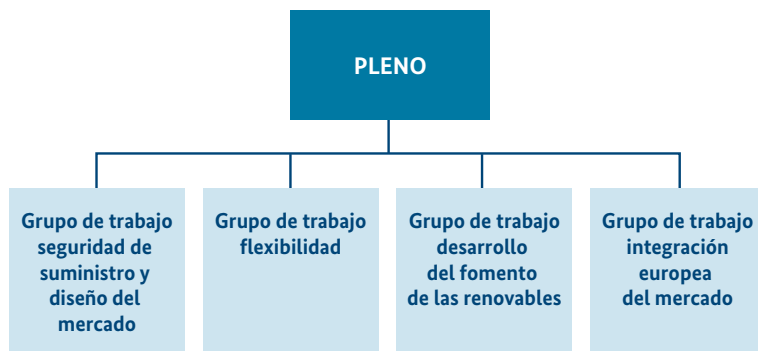 PLENO
Grupo de trabajo
seguridad de
suministro y
diseño del
mercado
Grupo de trabajo
flexibilidad
Grupo de trabajo
desarrollo
del fomento
de las renovables
Grupo de trabajo
integración
europea
del mercado